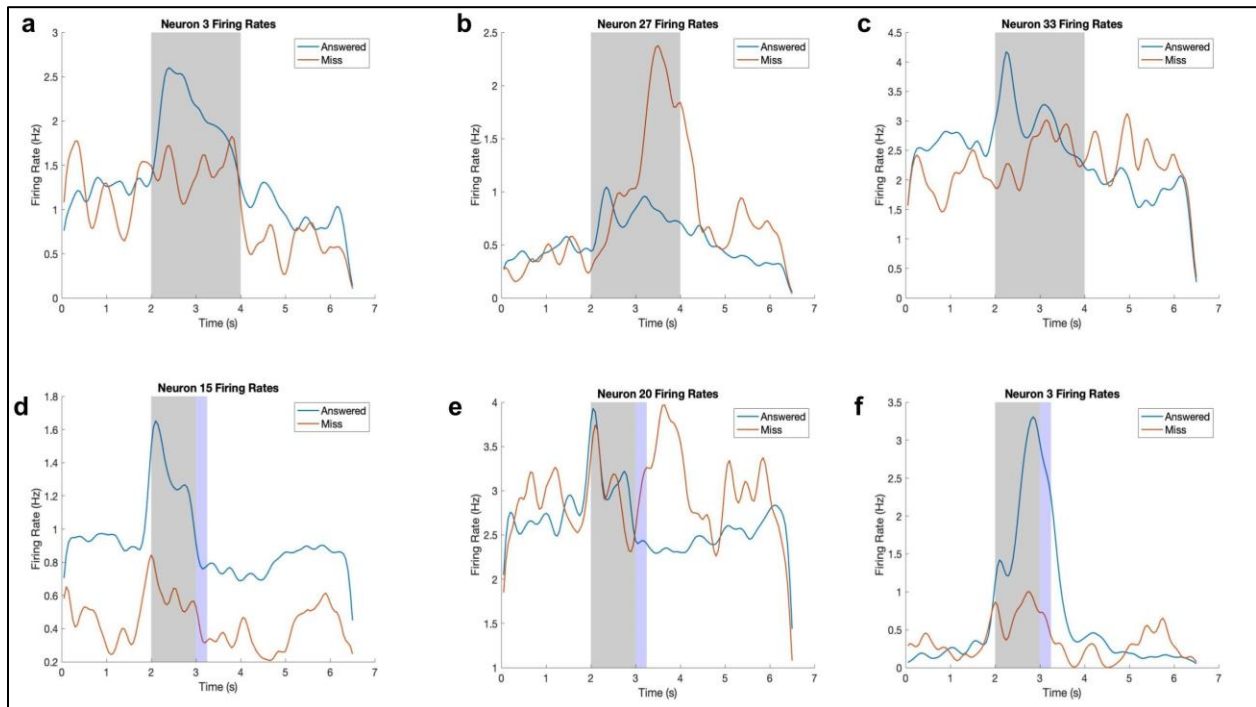 a
Neuron 3 Firing Rates
3
2.5
2
1.5
1
0.5
0
Firing Rate (Hz)
Answered
Miss
0 1 2 3 4 5 6 7
Time (s)
b
Neuron 27 Firing Rates
2.5
2
1.5
1
0.5
0
Firing Rate (Hz)
Answered
Miss
0 1 2 3 4 5 6 7
Time (s)
c
Neuron 33 Firing Rates
4.5
4
3.5
3
2.5
2
1.5
1
0.5
0
Firing Rate (Hz)
Answered
Miss
0 1 2 3 4 5 6 7
Time (s)
d
Neuron 15 Firing Rates
1.8
1.6
1.4
1.2
1
0.8
0.6
0.4
0.2
Firing Rate (Hz)
Answered
Miss
0 1 2 3 4 5 6 7
Time (s)
e
Neuron 20 Firing Rates
4
3.5
3
2.5
2
1.5
1
Firing Rate (Hz)
Answered
Miss
0 1 2 3 4 5 6 7
Time (s)
f
Neuron 3 Firing Rates
3.5
3
2.5
2
1.5
1
0.5
0
Firing Rate (Hz)
Answered
Miss
0 1 2 3 4 5 6 7
Time (s)